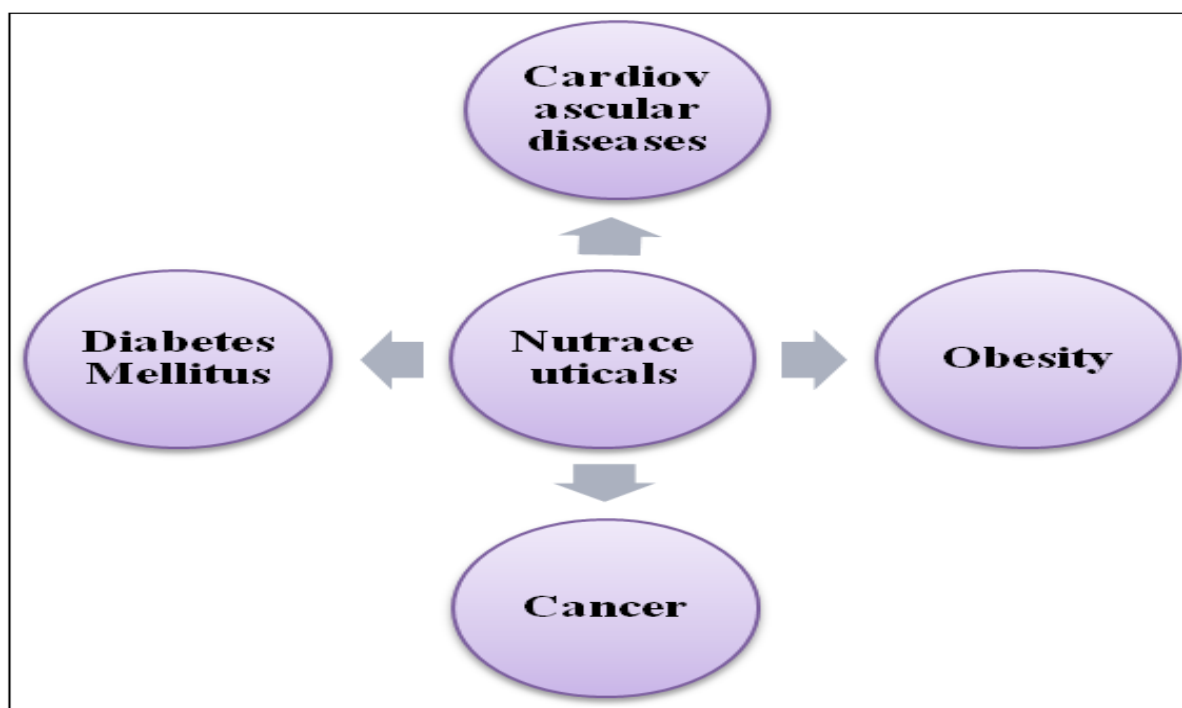 Cardiov
ascular
diseases
Diabetes
Mellitus
Nutrace
uticals
Obesity
Cancer